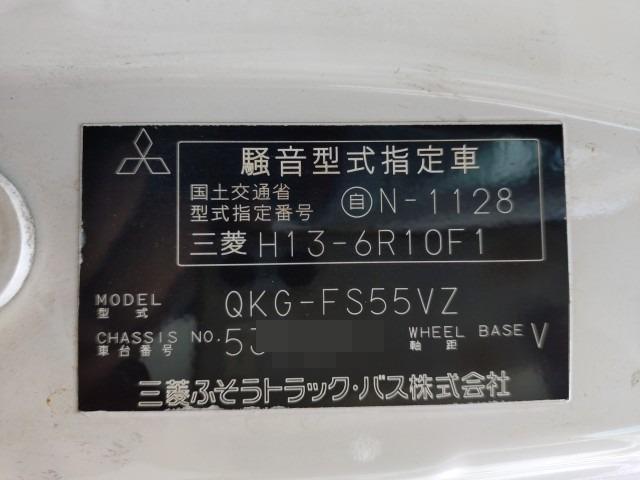 騒音型式指定車
国土交通省
型式指定番号 自N-1128
三菱 H13-6R10F1
MODEL
型式 QKG-FS55VZ
CHASSIS NO.
車台番号 53
WHEEL BASE
軸距 V
三菱ふそうトラック・バス株式会社